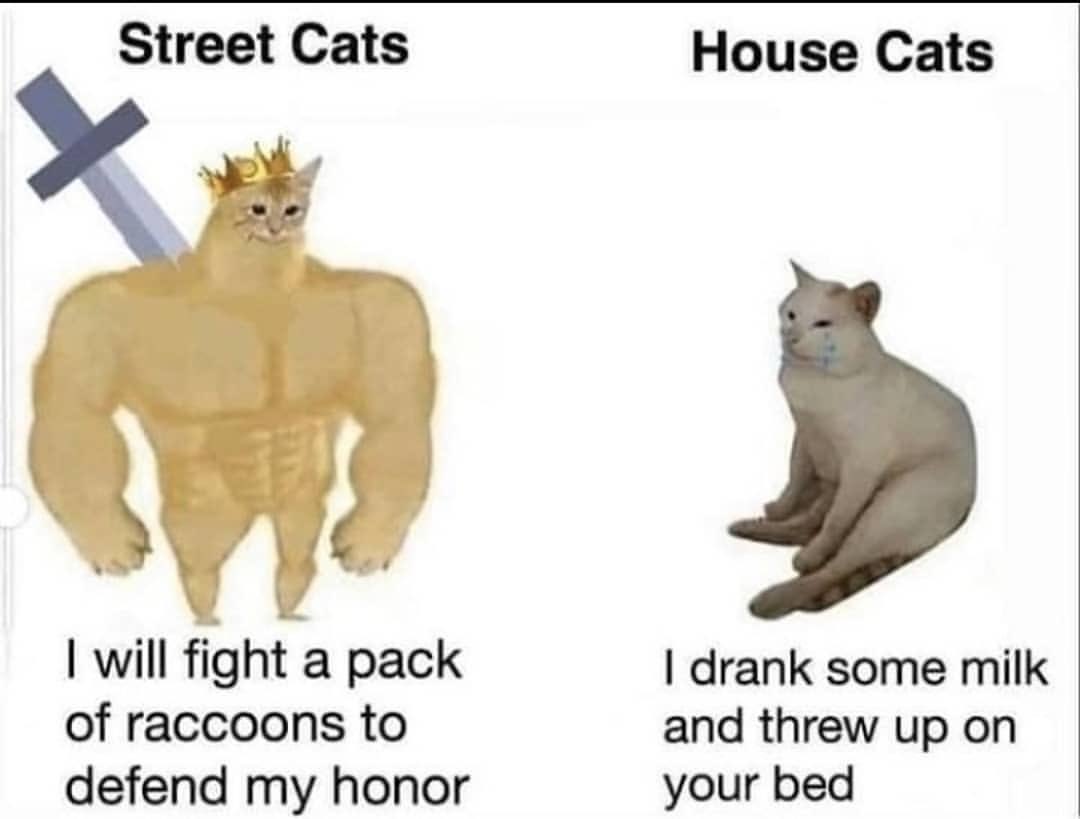 Street Cats
House Cats
I will fight a pack
of raccoons to
defend my honor
I drank some milk
and threw up on
your bed